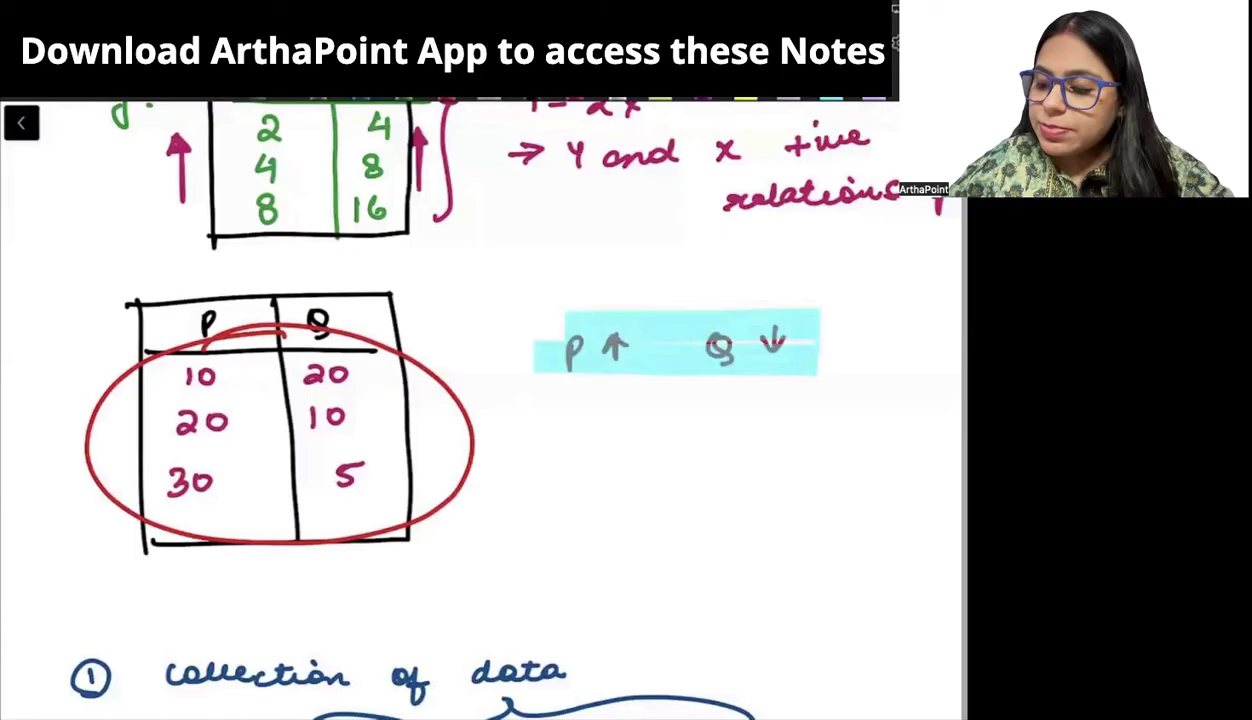 Download ArthaPoint App to access these Notes
ArthaPoint
2 4
4 8
8 16
→ Y and x +ive
P Q
10 20
20 10
30 5
P ↑ Q ↓
① collection of data